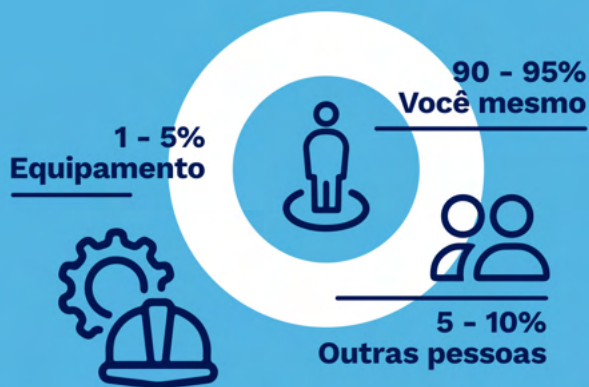 90 - 95%
Você mesmo
1 - 5%
Equipamento
5 - 10%
Outras pessoas